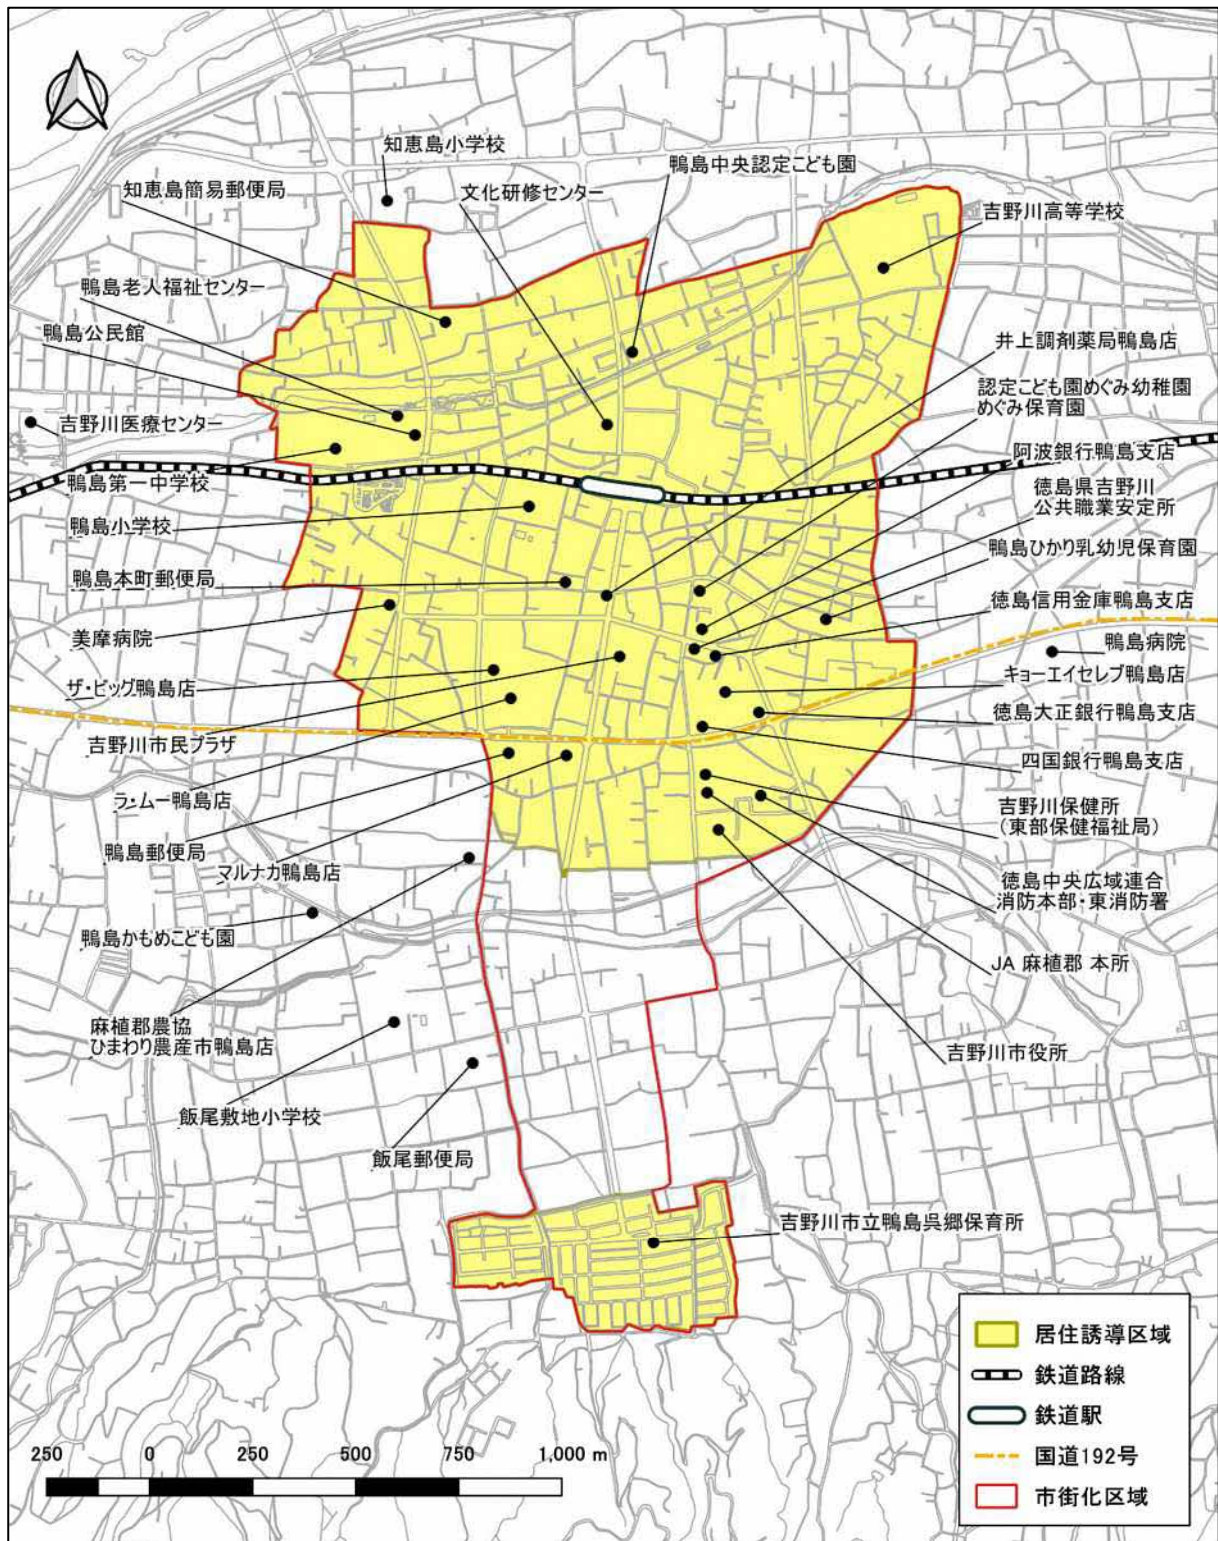 知恵島小学校
鴨島中央認定こども園
知恵島簡易郵便局
文化研修センター
吉野川高等学校
鴨島老人福祉センター
鴨島公民館
井上調剤薬局鴨島店
認定こども園めぐみ幼稚園
めぐみ保育園
吉野川医療センター
阿波銀行鴨島支店
鴨島第一中学校
徳島県吉野川
公共職業安定所
鴨島小学校
鴨島ひかり乳幼児保育園
鴨島本町郵便局
徳島信用金庫鴨島支店
美摩病院
鴨島病院
ザ・ビッグ鴨島店
キョーエイセレブ鴨島店
徳島大正銀行鴨島支店
吉野川市民プラザ
四国銀行鴨島支店
ラ・ムー鴨島店
吉野川保健所
(東部保健福祉局)
鴨島郵便局
マルナカ鴨島店
徳島中央広域連合
消防本部・東消防署
鴨島かもめこども園
JA 麻植郡 本所
麻植郡農協
ひまわり農産市鴨島店
吉野川市役所
飯尾敷地小学校
飯尾郵便局
吉野川市立鴨島呉郷保育所
居住誘導区域
鉄道路線
鉄道駅
国道192号
市街化区域
250 0 250 500 750 1,000 m